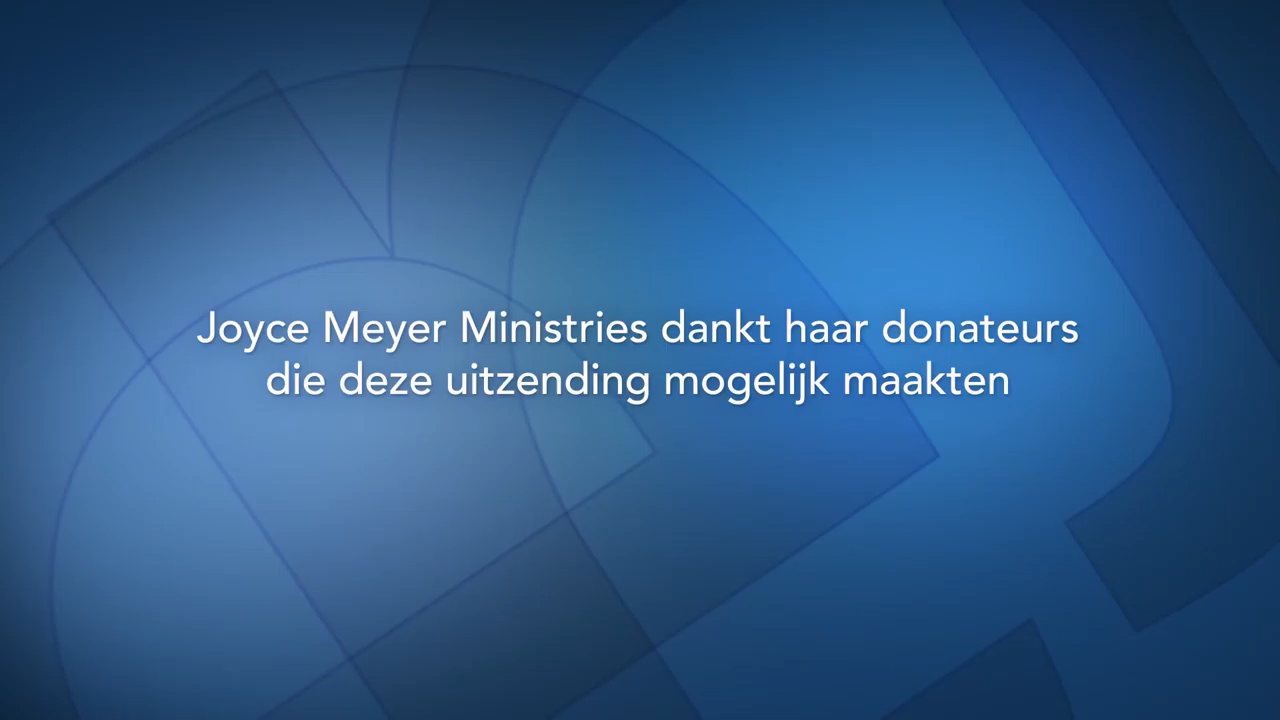 Joyce Meyer Ministries dankt haar donateurs
die deze uitzending mogelijk maakten